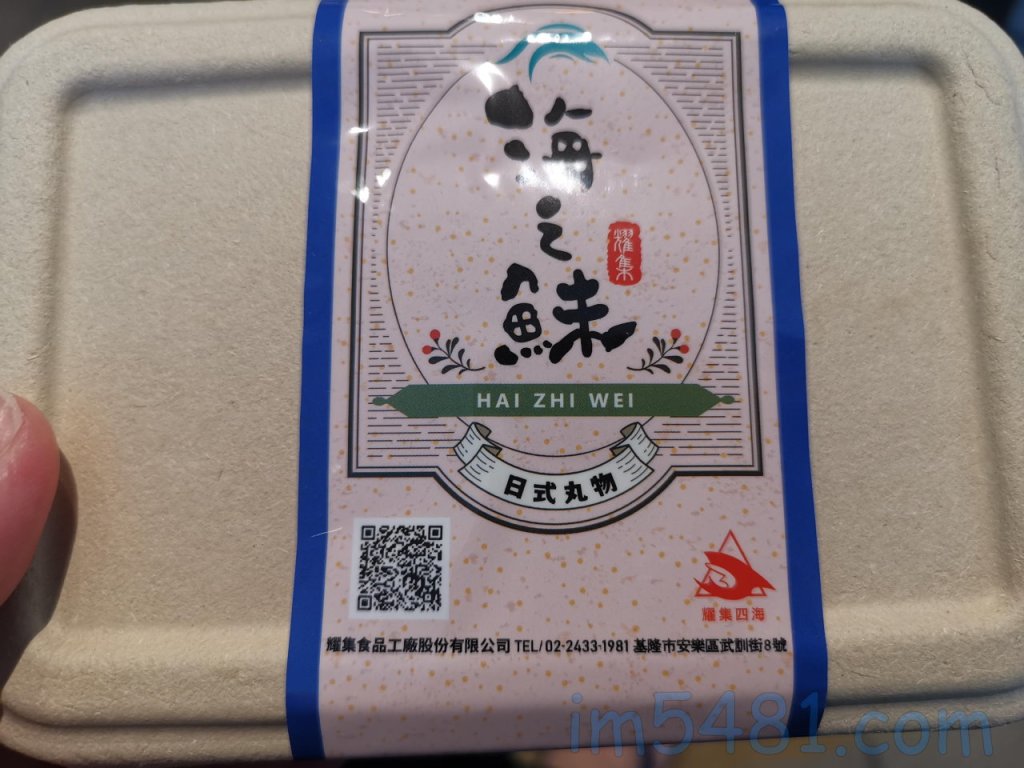 海之鮇
耀集
HAI ZHI WEI
日式丸物
耀集四海
耀集食品工廠股份有限公司 TEL/02-2433-1981 基隆市安樂區武訓街8號
im5481.com